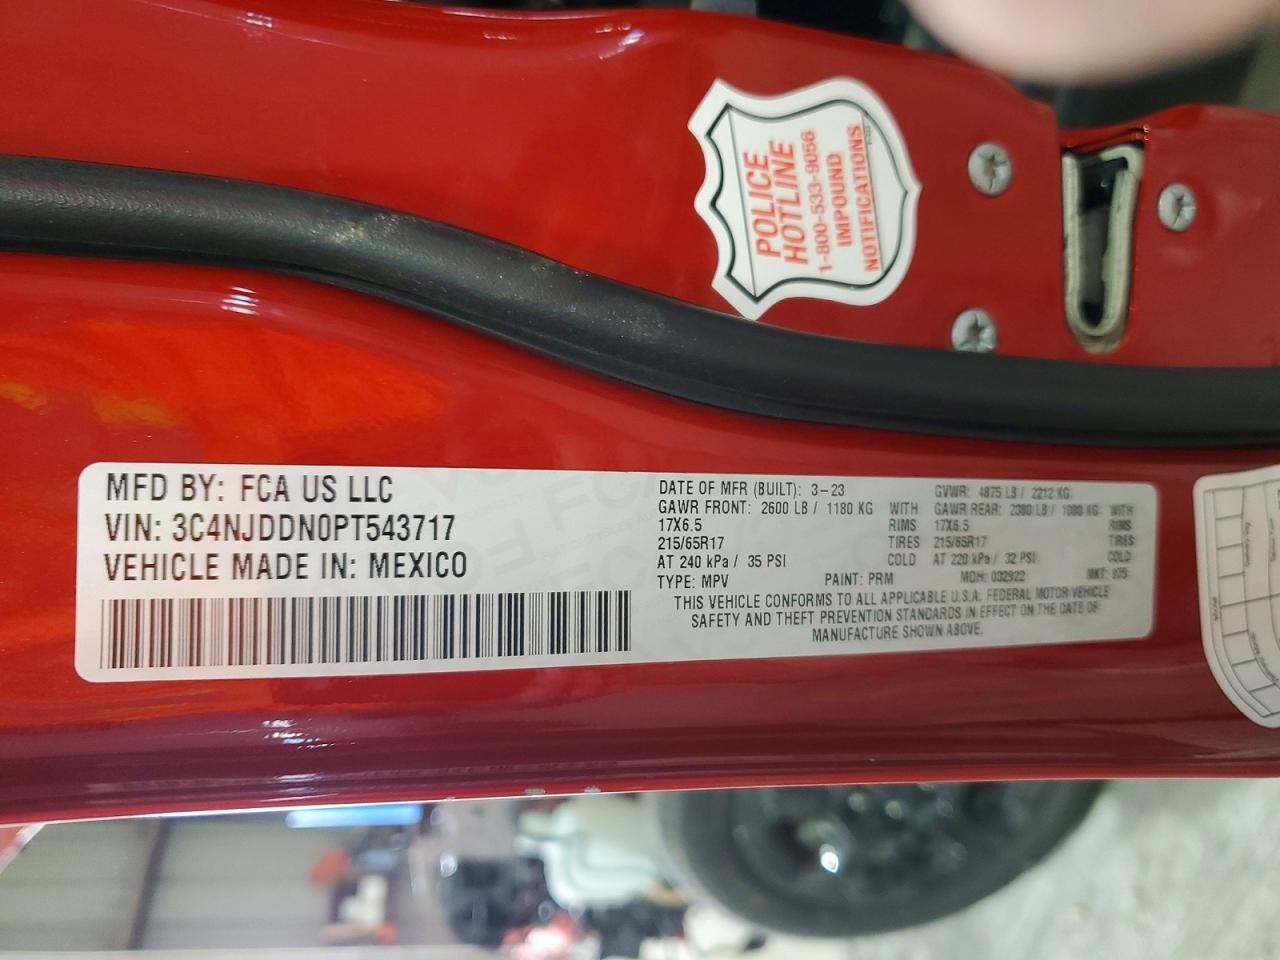 POLICE
HOTLINE
1-800-533-9056
IMPOUND
NOTIFICATIONS
MFD BY: FCA US LLC
VIN: 3C4NJDDN0PT543717
VEHICLE MADE IN: MEXICO
DATE OF MFR (BUILT): 3-23 GVWR: 4875 LB / 2212 KG
GAWR FRONT: 2600 LB / 1180 KG WITH GAWR REAR: 2380 LB / 1080 KG WITH
17X6.5 RIMS 17X6.5 RIMS
215/65R17 TIRES 215/65R17 TIRES
AT 240 kPa / 35 PSI COLD AT 220 kPa / 32 PSI COLD
TYPE: MPV PAINT: PRM MDH: 032922 MKT: 975
THIS VEHICLE CONFORMS TO ALL APPLICABLE U.S.A. FEDERAL MOTOR VEHICLE
SAFETY AND THEFT PREVENTION STANDARDS IN EFFECT ON THE DATE OF
MANUFACTURE SHOWN ABOVE.